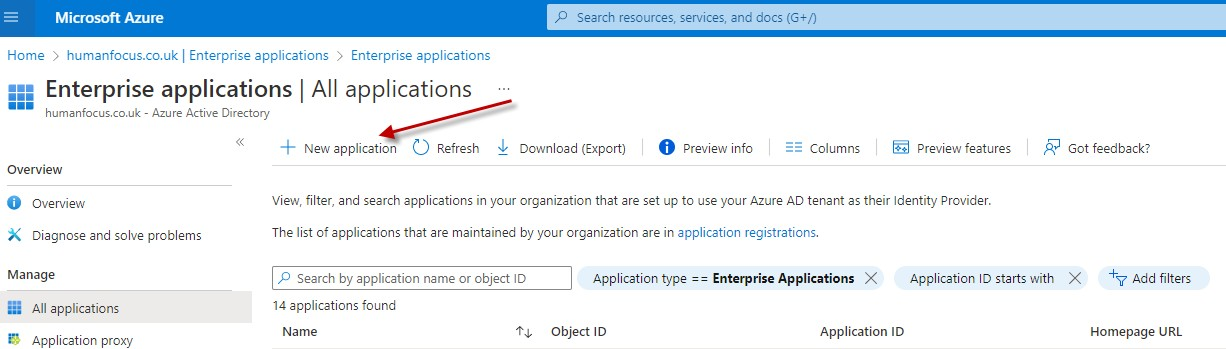 Microsoft Azure
Search resources, services, and docs (G+/)
Home > humanfocus.co.uk | Enterprise applications > Enterprise applications
Enterprise applications | All applications ...
humanfocus.co.uk - Azure Active Directory
«
+ New application Refresh Download (Export) Preview info Columns Preview features Got feedback?
Overview
Overview
Diagnose and solve problems
Manage
All applications
Application proxy
View, filter, and search applications in your organization that are set up to use your Azure AD tenant as their Identity Provider.
The list of applications that are maintained by your organization are in application registrations.
Search by application name or object ID
Application type == Enterprise Applications
Application ID starts with
Add filters
14 applications found
Name Object ID Application ID Homepage URL